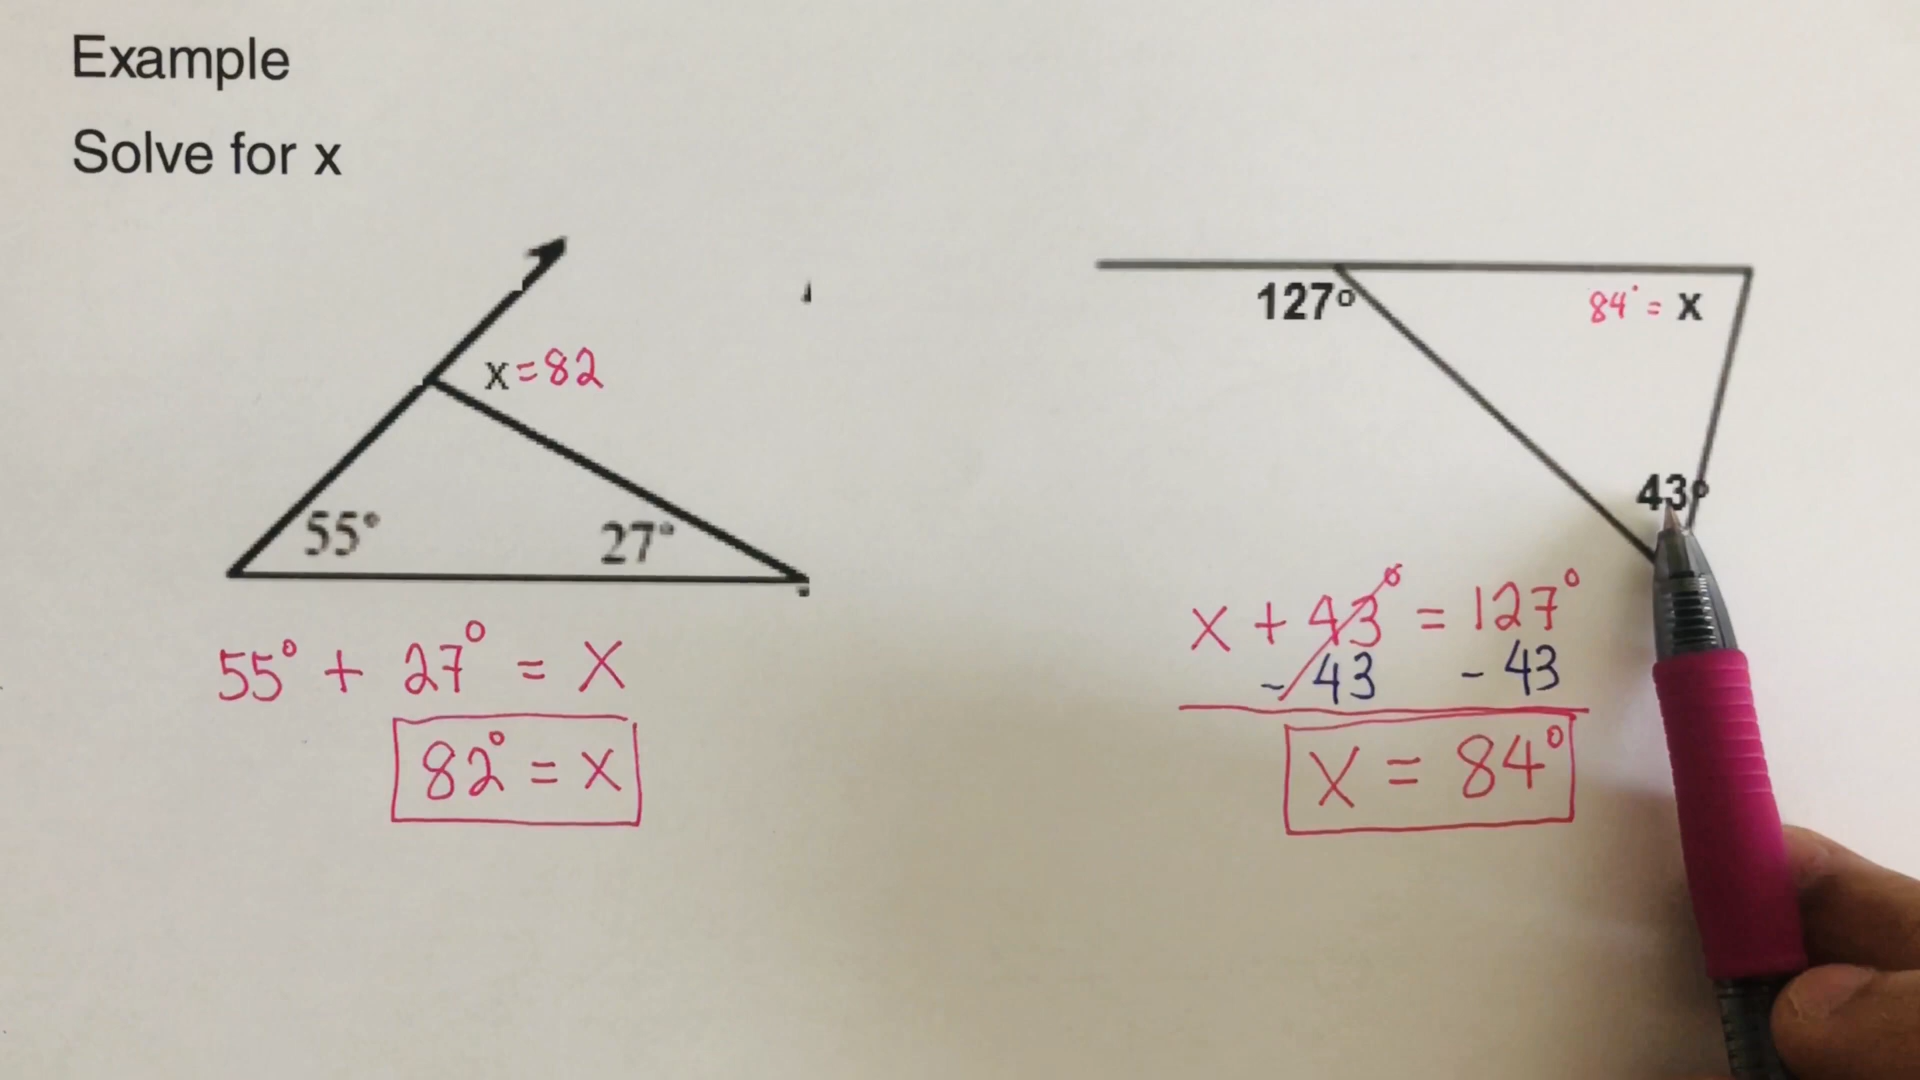 Example
Solve for x
x = 82
55°
27°
55° + 27° = x
82° = x
127°
84° = x
43°
x + 43° = 127°
- 43 - 43
x = 84°